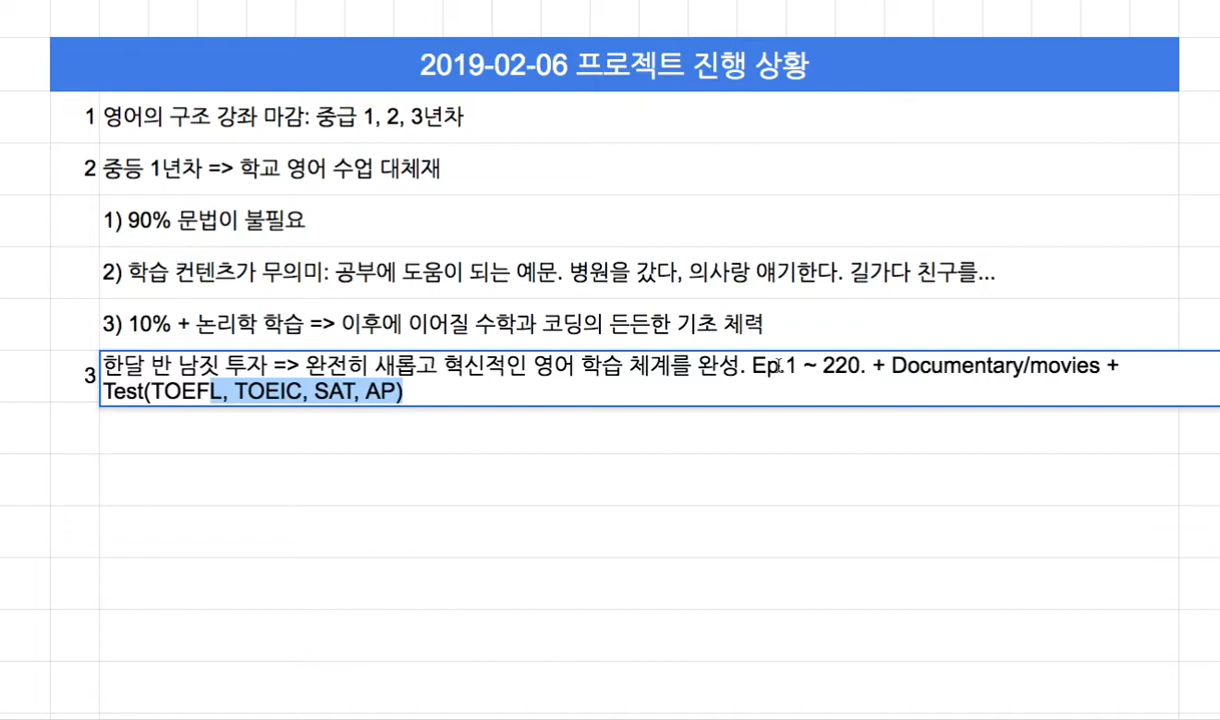 2019-02-06 프로젝트 진행 상황
1 영어의 구조 강좌 마감: 중급 1, 2, 3년차
2 중등 1년차 => 학교 영어 수업 대체재
1) 90% 문법이 불필요
2) 학습 컨텐츠가 무의미: 공부에 도움이 되는 예문. 병원을 갔다, 의사랑 얘기한다. 길가다 친구를...
3) 10% + 논리학 학습 => 이후에 이어질 수학과 코딩의 든든한 기초 체력
3 한달 반 남짓 투자 => 완전히 새롭고 혁신적인 영어 학습 체계를 완성. Ep.1 ~ 220. + Documentary/movies +
Test(TOEFL, TOEIC, SAT, AP)